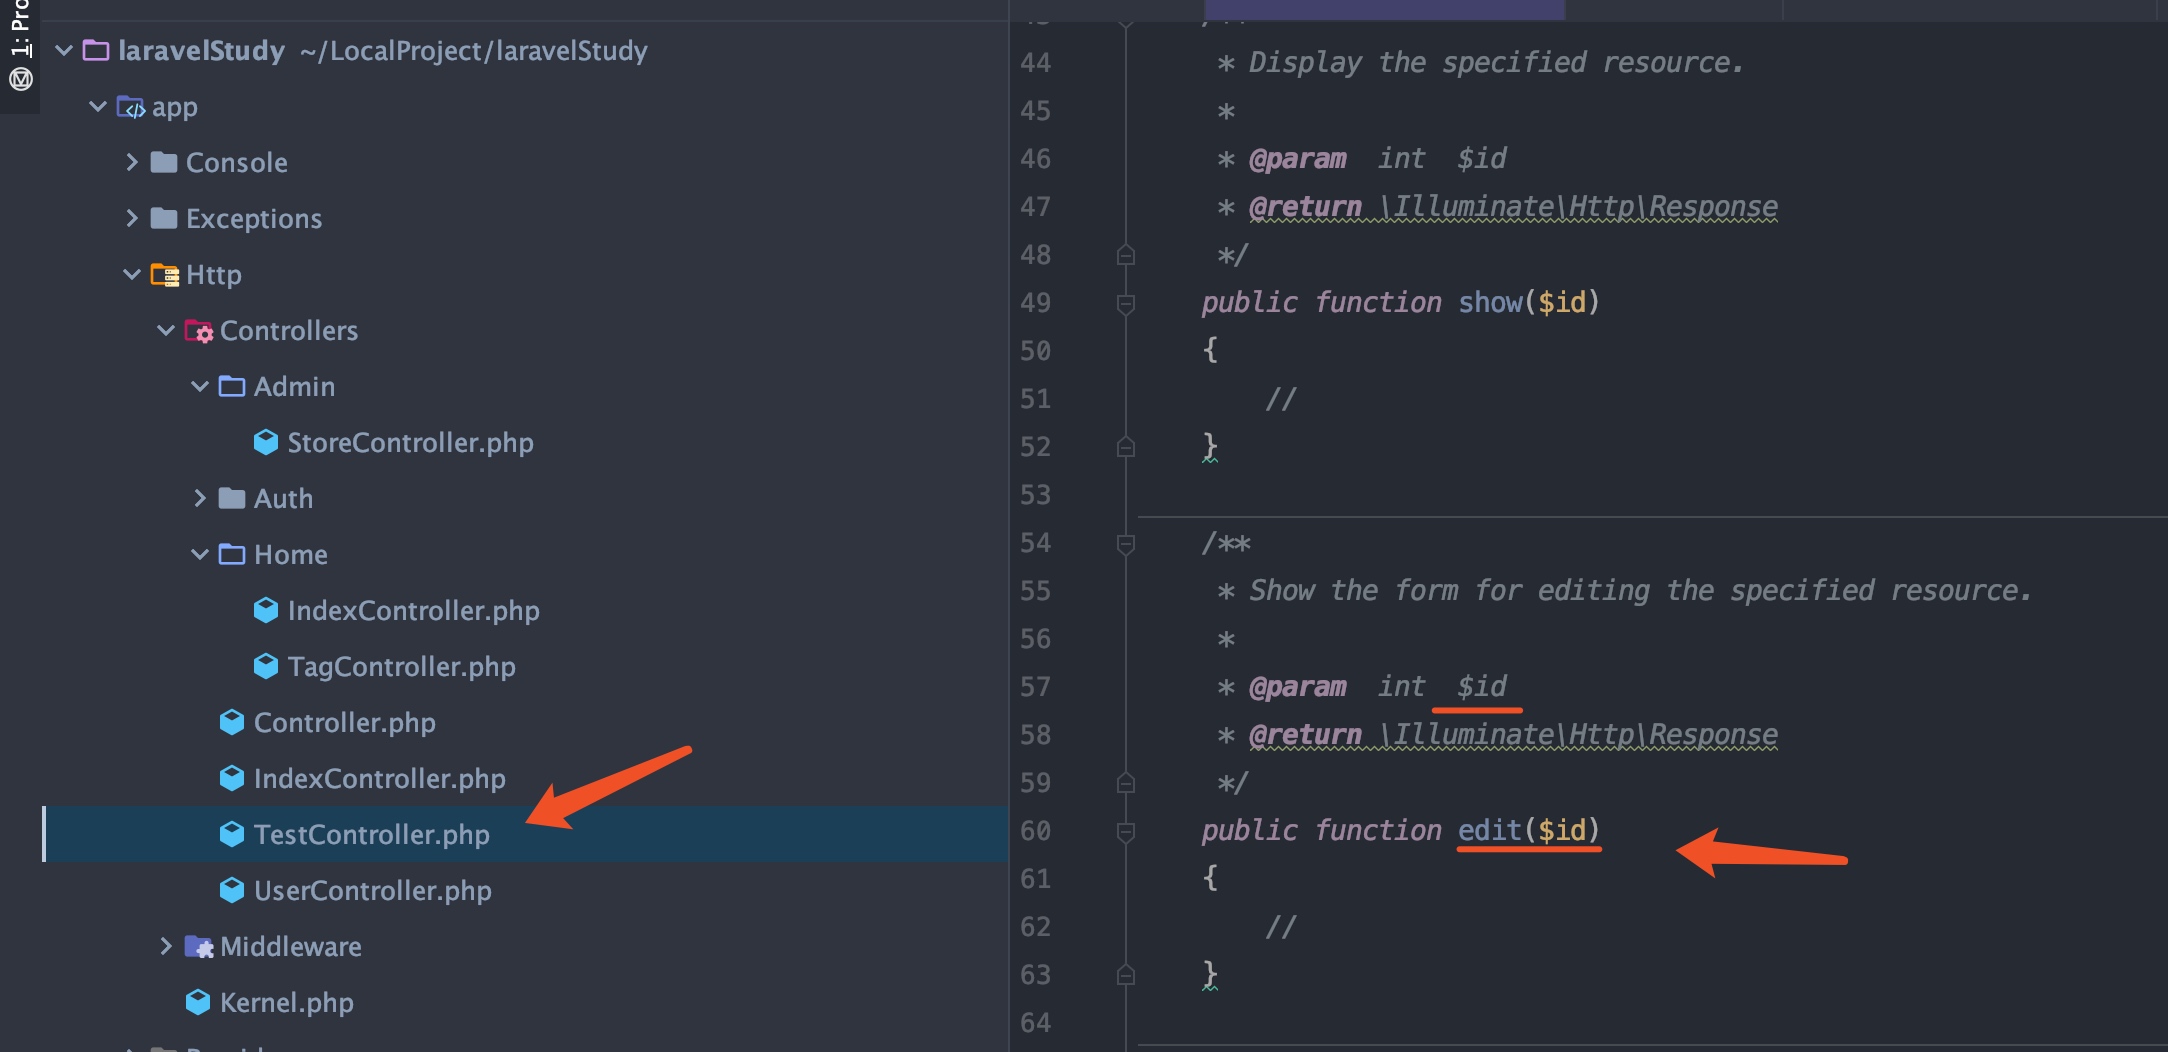 1: Pro
laravelStudy ~/LocalProject/laravelStudy
app
Console
Exceptions
Http
Controllers
Admin
StoreController.php
Auth
Home
IndexController.php
TagController.php
Controller.php
IndexController.php
TestController.php
UserController.php
Middleware
Kernel.php
44 * Display the specified resource.
45 *
46 * @param int $id
47 * @return \Illuminate\Http\Response
48 */
49 public function show($id)
50 {
51 //
52 }
53
54 /**
55 * Show the form for editing the specified resource.
56 *
57 * @param int $id
58 * @return \Illuminate\Http\Response
59 */
60 public function edit($id)
61 {
62 //
63 }
64